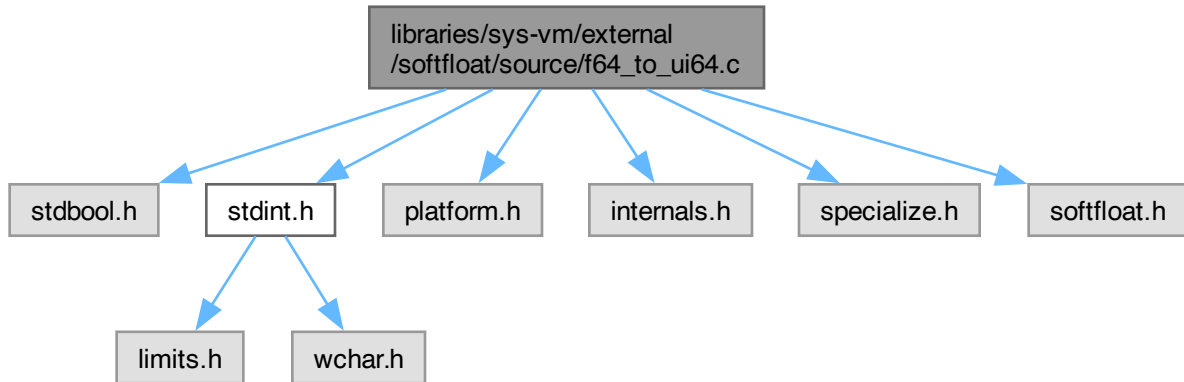 libraries/sys-vm/external
/softfloat/source/f64_to_ui64.c
stdbool.h
stdint.h
platform.h
internals.h
specialize.h
softfloat.h
limits.h
wchar.h